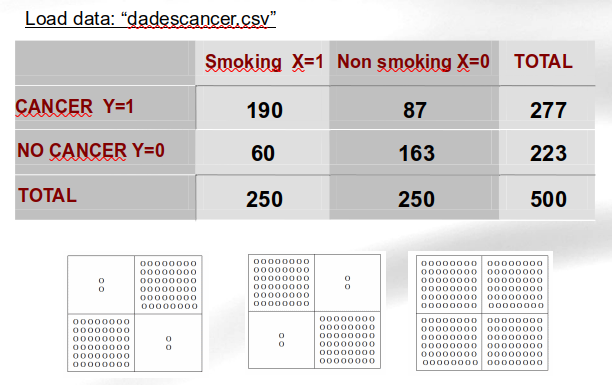 Load data: “dadescancer.csv”
Smoking X=1 Non smoking X=0 TOTAL
CANCER Y=1 190 87 277
NO CANCER Y=0 60 163 223
TOTAL 250 250 500